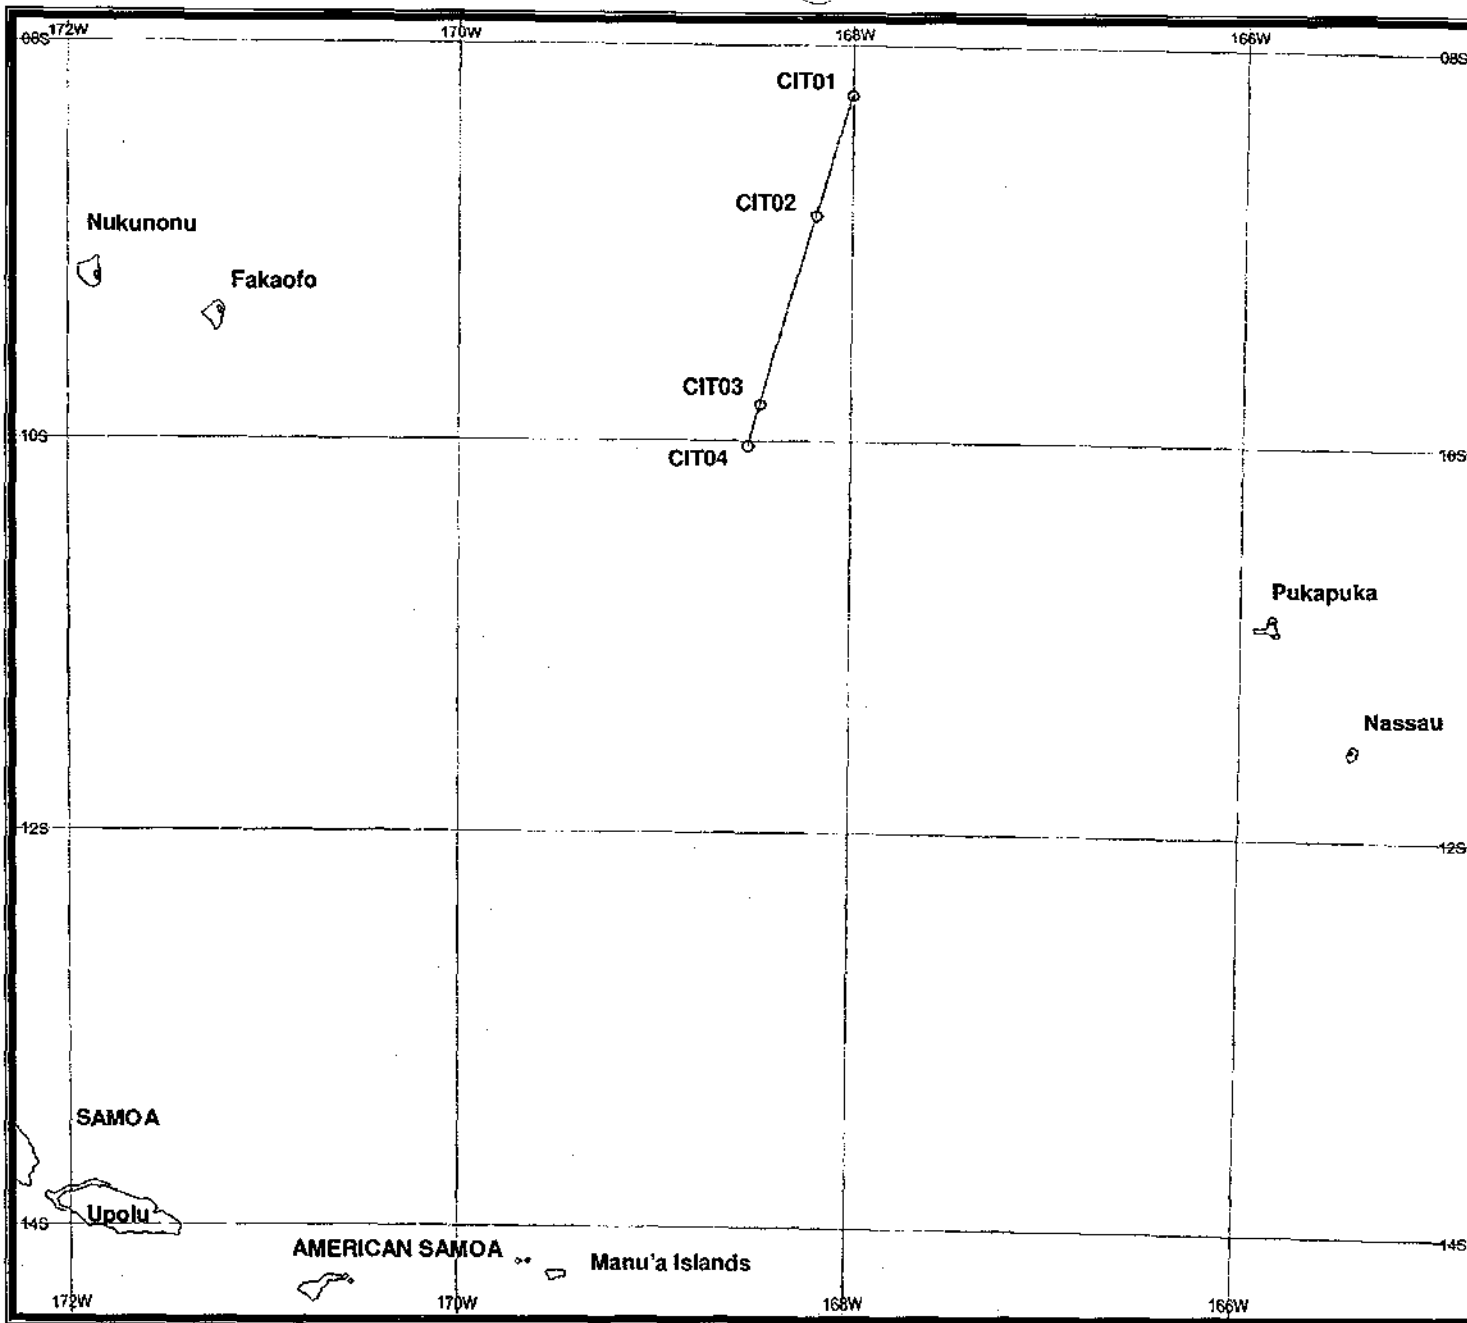 172W
170W
168W
166W
08S
08S
CIT01
CIT02
Nukunonu
Fakaofo
CIT03
10S
CIT04
10S
Pukapuka
Nassau
12S
12S
SAMOA
Upolu
14S
14S
AMERICAN SAMOA
Manu'a Islands
172W
170W
168W
166W